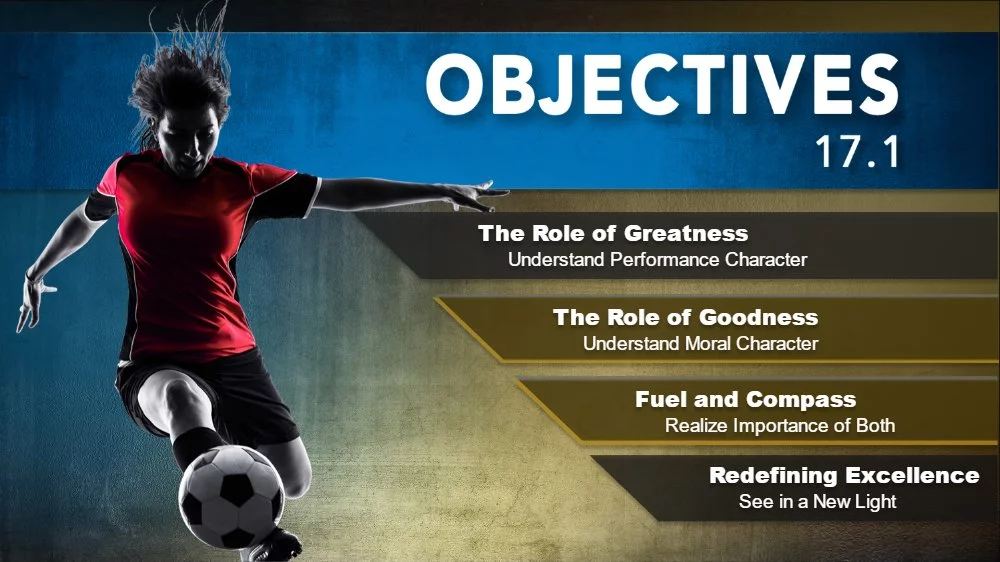 OBJECTIVES
17.1
The Role of Greatness
Understand Performance Character
The Role of Goodness
Understand Moral Character
Fuel and Compass
Realize Importance of Both
Redefining Excellence
See in a New Light